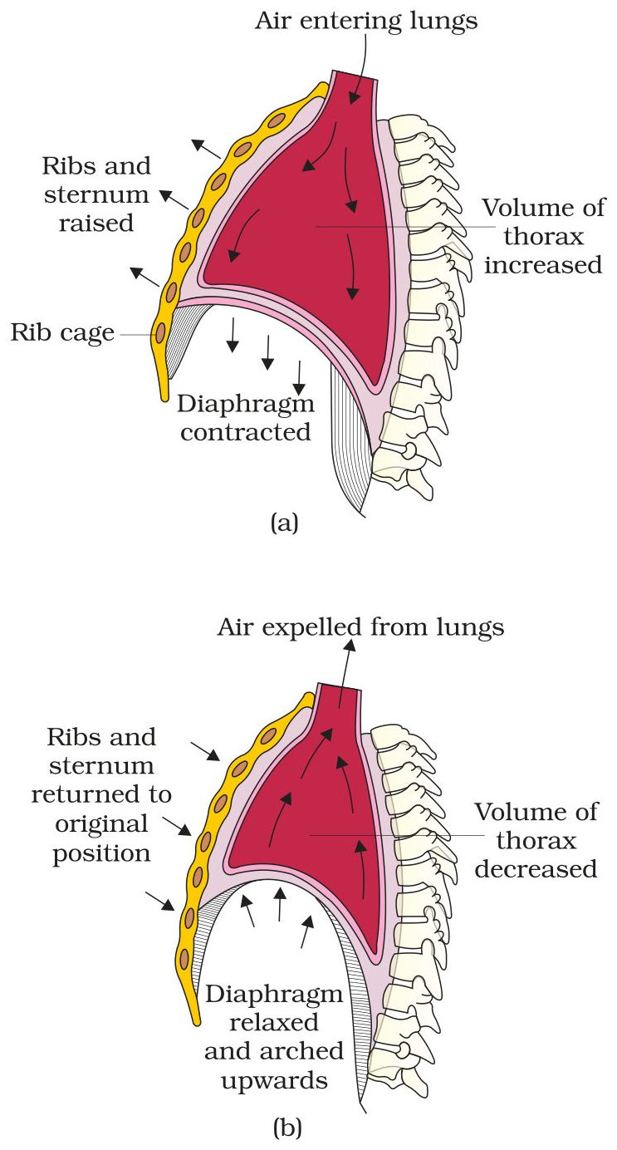 Air entering lungs
Ribs and
sternum
raised
Volume of
thorax
increased
Rib cage
Diaphragm
contracted
(a)
Air expelled from lungs
Ribs and
sternum
returned to
original
position
Volume of
thorax
decreased
Diaphragm
relaxed
and arched
upwards
(b)